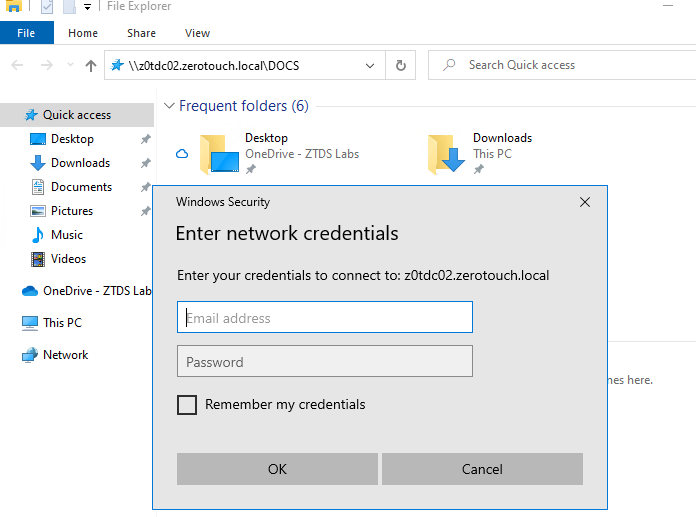 File Explorer
File
Home
Share
View
\\z0tdc02.zerotouch.local\DOCS
Search Quick access
Quick access
Desktop
Downloads
Documents
Pictures
Music
Videos
OneDrive - ZTDS Lab
This PC
Network
Frequent folders (6)
Desktop
OneDrive - ZTDS Labs
Downloads
This PC
Windows Security
Enter network credentials
Enter your credentials to connect to: z0tdc02.zerotouch.local
Email address
Password
Remember my credentials
OK
Cancel
here.